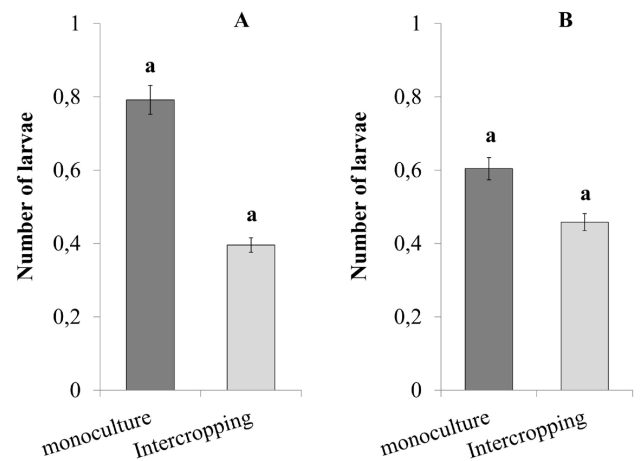 A
Number of larvae
1
0,8
0,6
0,4
0,2
0
a
a
monoculture
Intercropping
B
Number of larvae
1
0,8
0,6
0,4
0,2
0
a
a
monoculture
Intercropping